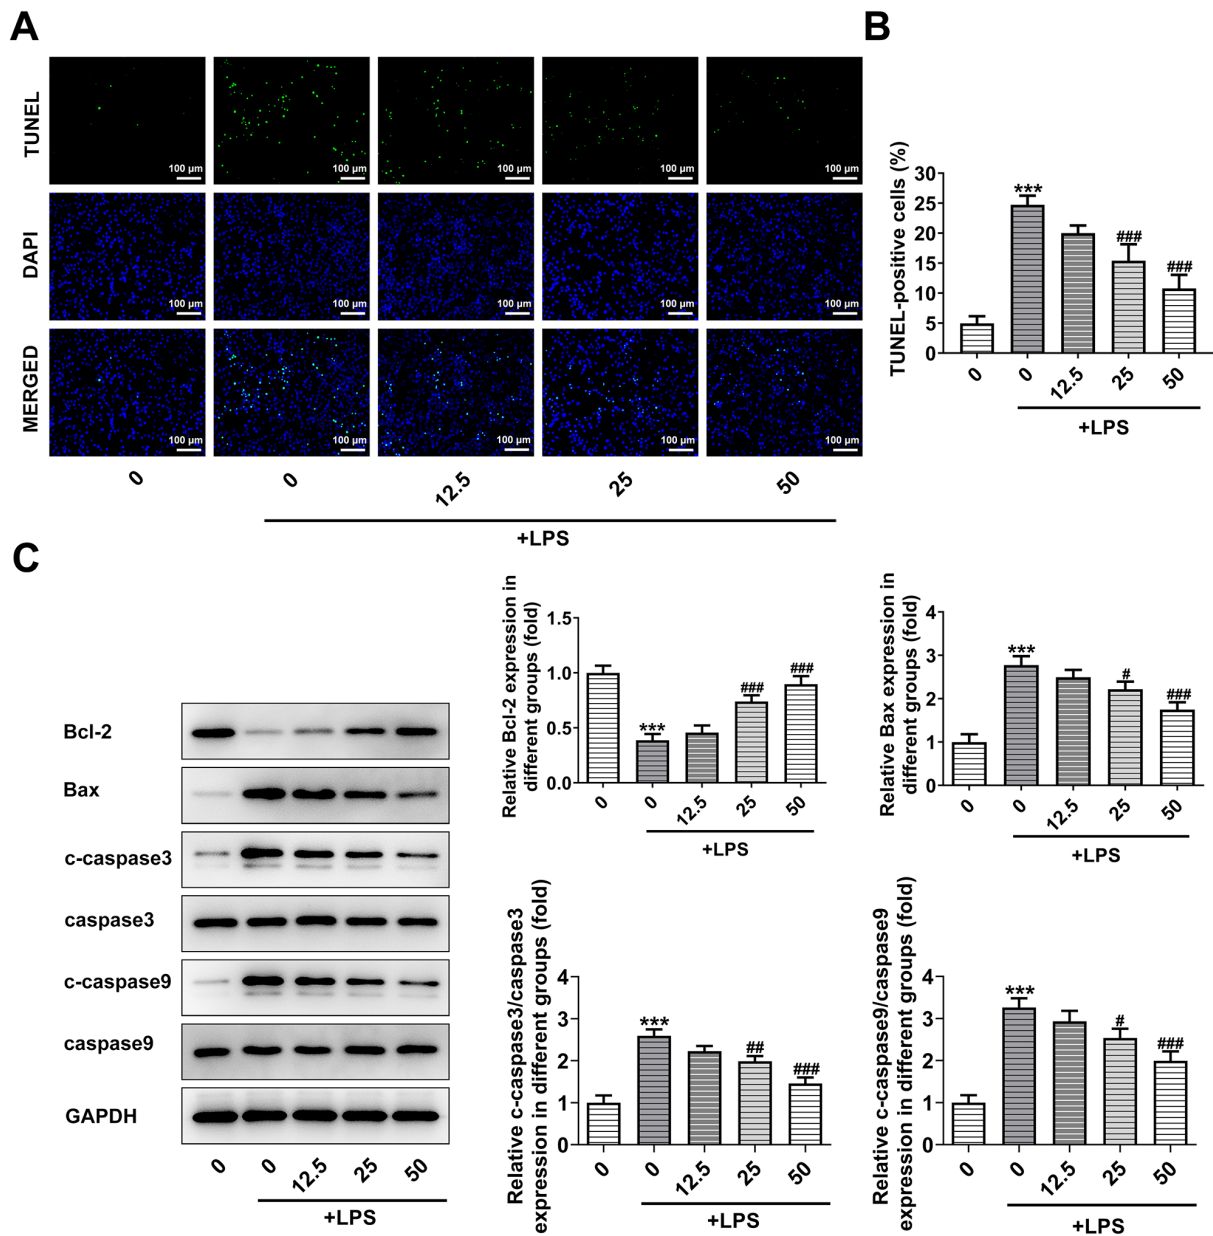 A
TUNEL
100 μm
100 μm
100 μm
100 μm
100 μm
DAPI
100 μm
100 μm
100 μm
100 μm
100 μm
MERGED
100 μm
100 μm
100 μm
100 μm
100 μm
0
0
12.5
25
50
+LPS
B
TUNEL-positive cells (%)
30
25
20
15
10
5
0
***
###
###
0
0
12.5
25
50
+LPS
C
Bcl-2
Bax
c-caspase3
caspase3
c-caspase9
caspase9
GAPDH
0
0
12.5
25
50
+LPS
Relative Bcl-2 expression in
different groups (fold)
1.5
1.0
0.5
0.0
***
###
###
0
0
12.5
25
50
+LPS
Relative Bax expression in
different groups (fold)
4
3
2
1
0
***
#
###
0
0
12.5
25
50
+LPS
Relative c-caspase3/caspase3
expression in different groups (fold)
4
3
2
1
0
***
##
###
0
0
12.5
25
50
+LPS
Relative c-caspase9/caspase9
expression in different groups (fold)
4
3
2
1
0
***
#
###
0
0
12.5
25
50
+LPS